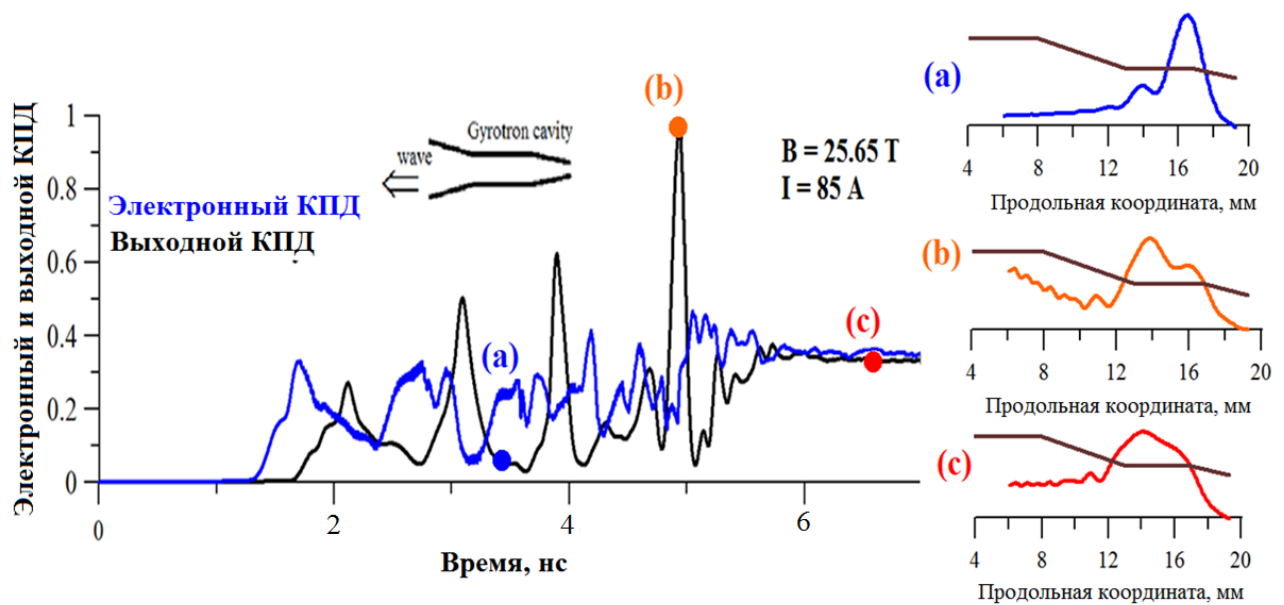 Электронный и выходной КПД
1
0.8
0.6
0.4
0.2
0
0
2
4
6
Время, нс
Электронный КПД
Выходной КПД
wave
Gyrotron cavity
B = 25.65 T
I = 85 A
(a)
(b)
(c)
(a)
4
8
12
16
20
Продольная координата, мм
(b)
4
8
12
16
20
Продольная координата, мм
(c)
4
8
12
16
20
Продольная координата, мм